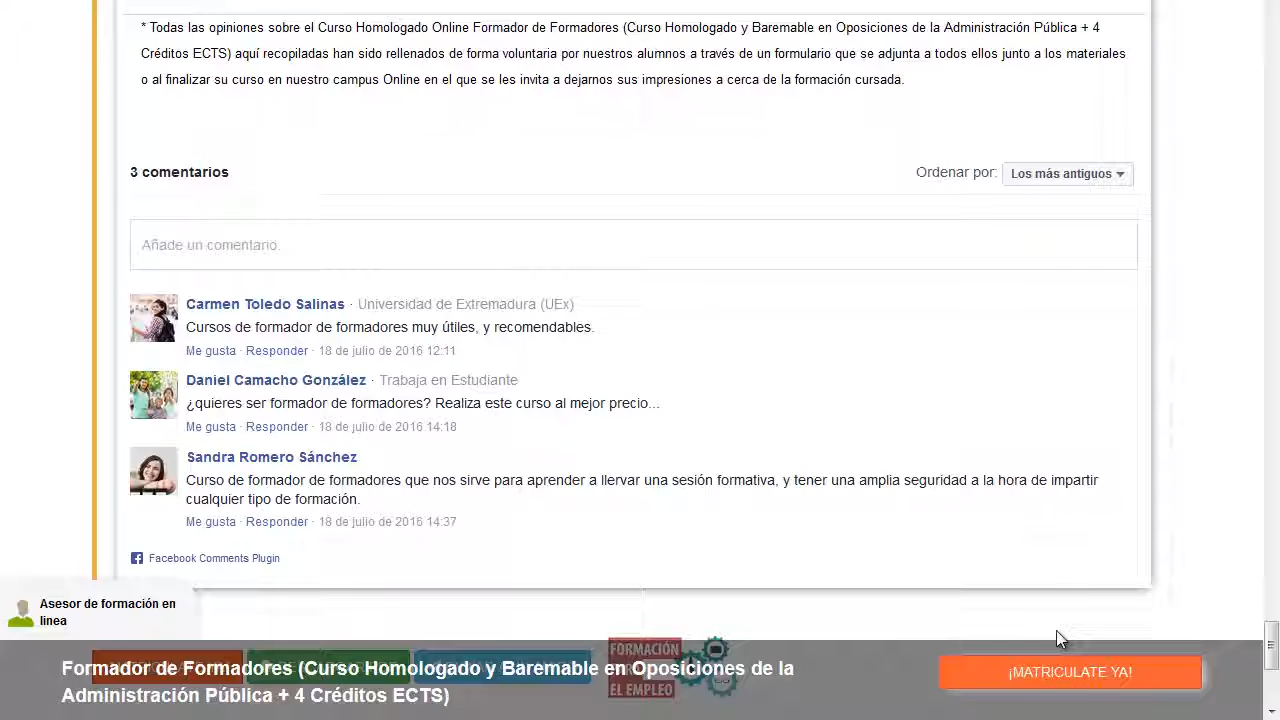 * Todas las opiniones sobre el Curso Homologado Online Formador de Formadores (Curso Homologado y Baremable en Oposiciones de la Administración Pública + 4
Créditos ECTS) aquí recopiladas han sido rellenados de forma voluntaria por nuestros alumnos a través de un formulario que se adjunta a todos ellos junto a los materiales
o al finalizar su curso en nuestro campus Online en el que se les invita a dejarnos sus impresiones a cerca de la formación cursada.
3 comentarios
Ordenar por: Los más antiguos
Añade un comentario.
Carmen Toledo Salinas · Universidad de Extremadura (UEx)
Cursos de formador de formadores muy útiles, y recomendables.
Me gusta · Responder · 18 de julio de 2016 12:11
Daniel Camacho González · Trabaja en Estudiante
¿quieres ser formador de formadores? Realiza este curso al mejor precio...
Me gusta · Responder · 18 de julio de 2016 14:18
Sandra Romero Sánchez
Curso de formador de formadores que nos sirve para aprender a llervar una sesión formativa, y tener una amplia seguridad a la hora de impartir
cualquier tipo de formación.
Me gusta · Responder · 18 de julio de 2016 14:37
Facebook Comments Plugin
Asesor de formación en
linea
FORMACIÓN
EL EMPLEO
Formador de Formadores (Curso Homologado y Baremable en Oposiciones de la
Administración Pública + 4 Créditos ECTS)
¡MATRICULATE YA!